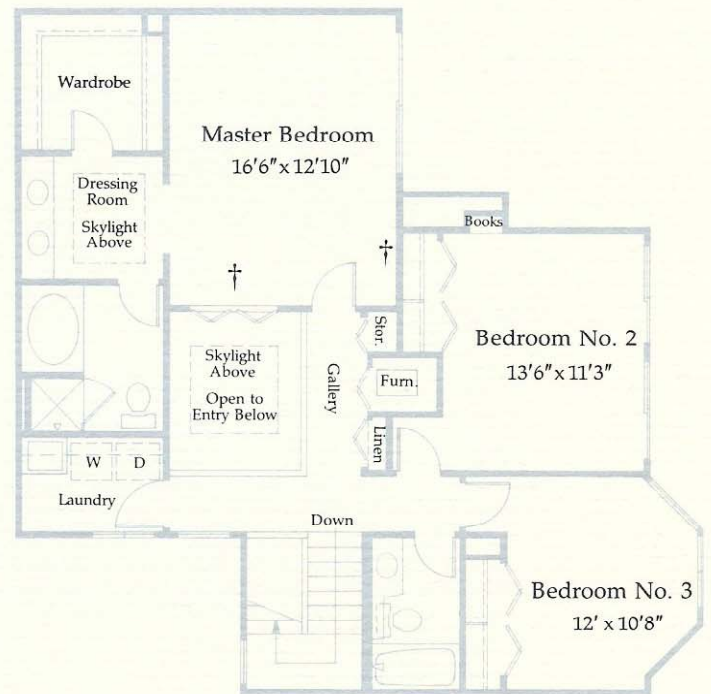 Wardrobe
Master Bedroom
16'6" x 12'10"
Dressing
Room
Skylight
Above
Books
†
†
Stor.
Bedroom No. 2
13'6" x 11'3"
Skylight
Above
Open to
Entry Below
Gallery
Furn.
Linen
W
D
Laundry
Down
Bedroom No. 3
12' x 10'8"